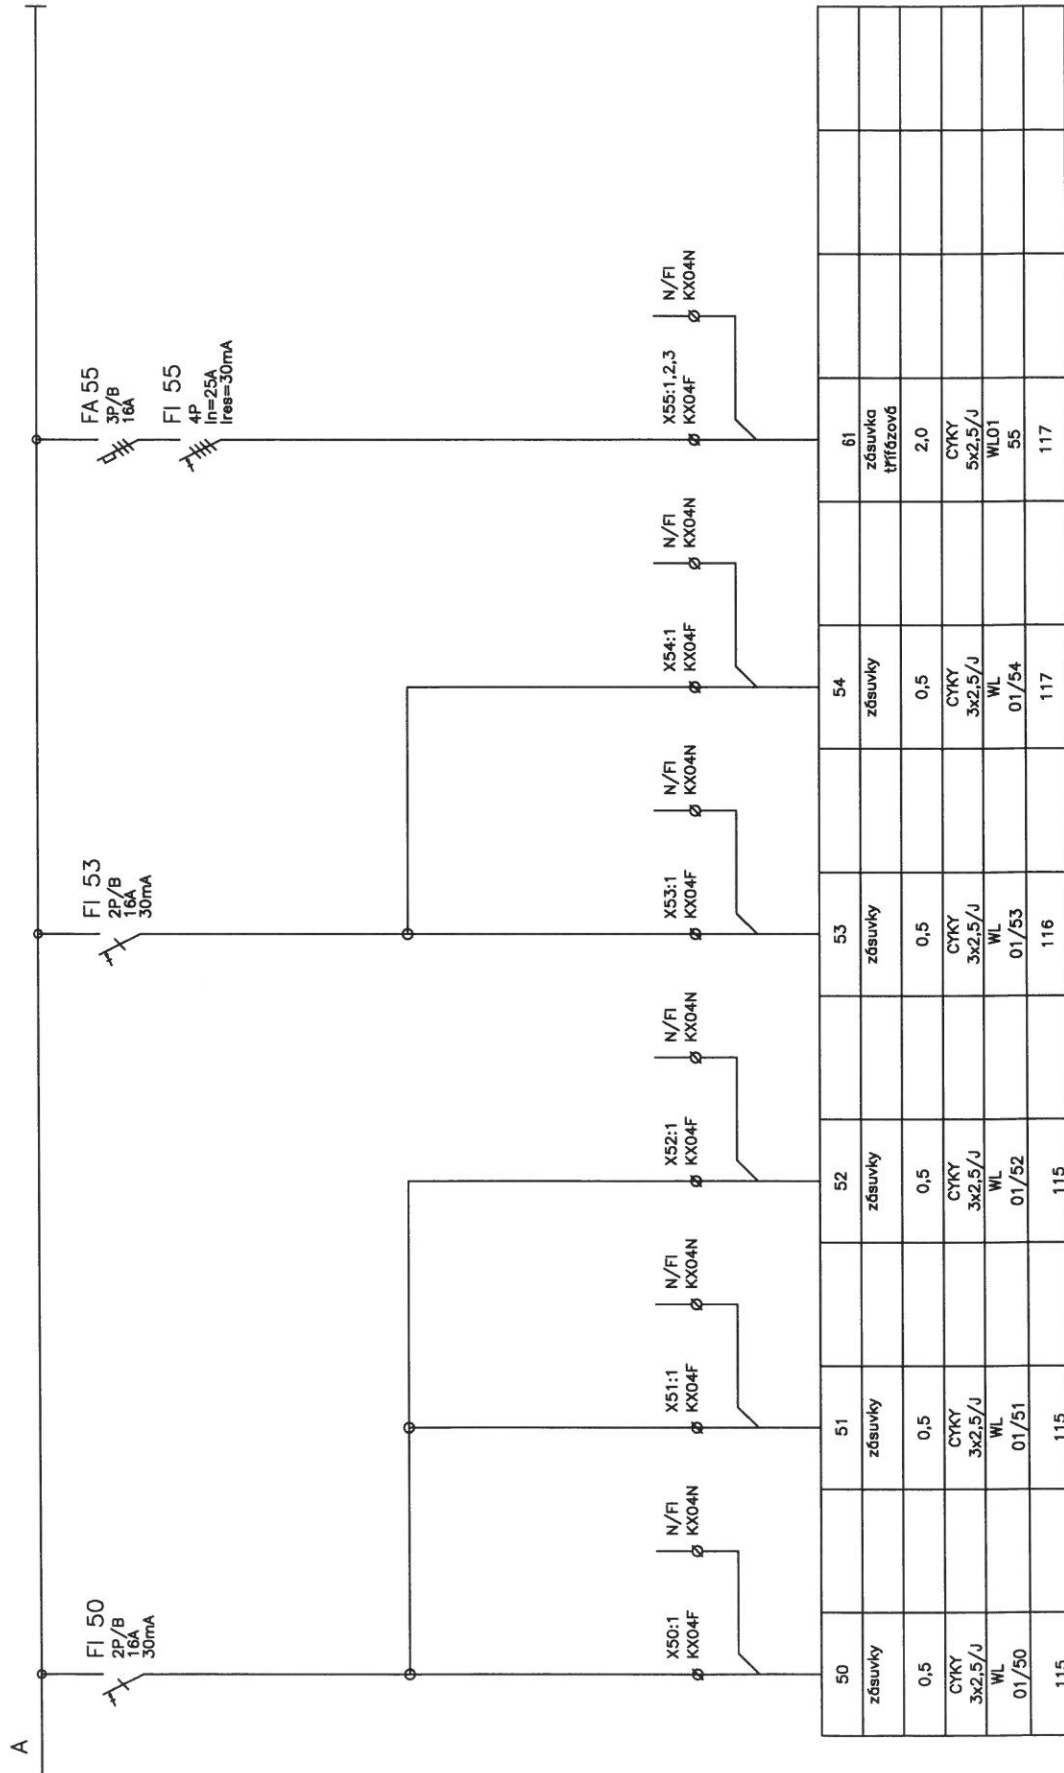 A
FI 50
2P/B
16A
30mA
FI 53
2P/B
16A
30mA
FA 55
3P/B
16A
FI 55
4P
In=25A
Ires=30mA
X50:1
KX04F
N/FI
KX04N
X51:1
KX04F
N/FI
KX04N
X52:1
KX04F
N/FI
KX04N
X53:1
KX04F
N/FI
KX04N
X54:1
KX04F
N/FI
KX04N
X55:1,2,3
KX04F
N/FI
KX04N
50 51 52 53 54 61
zásuvky zásuvky zásuvky zásuvky zásuvky zásuvka
třífázová
0,5 0,5 0,5 0,5 0,5 2,0
CYKY CYKY CYKY CYKY CYKY CYKY
3x2,5/J 3x2,5/J 3x2,5/J 3x2,5/J 3x2,5/J 5x2,5/J
WL WL WL WL WL WL01
01/50 01/51 01/52 01/53 01/54 55
115 115 115 116 117 117